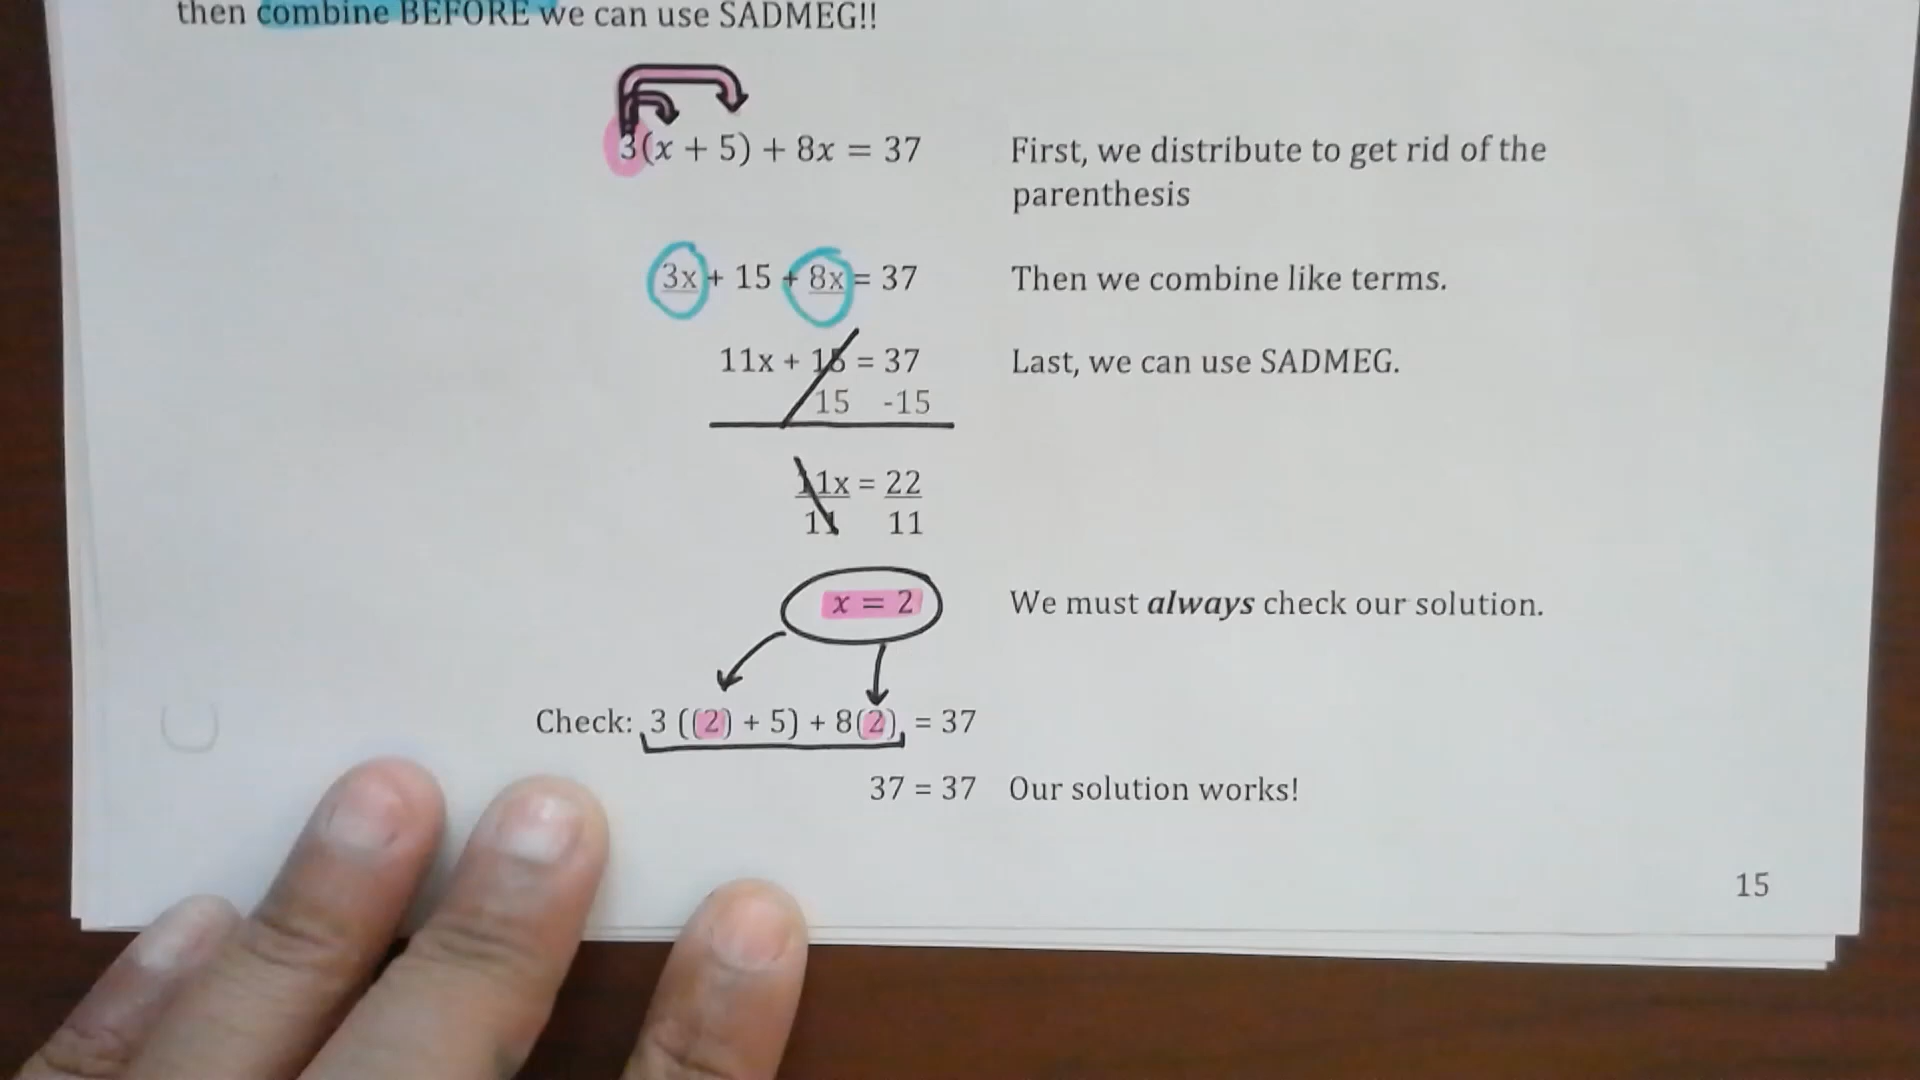 then combine BEFORE we can use SADMEG!!
3(x + 5) + 8x = 37 First, we distribute to get rid of the
parenthesis
3x + 15 + 8x = 37 Then we combine like terms.
11x + 15 = 37 Last, we can use SADMEG.
15 -15
11x = 22
11 11
x = 2 We must always check our solution.
Check: 3 ((2) + 5) + 8(2) = 37
37 = 37 Our solution works!
15